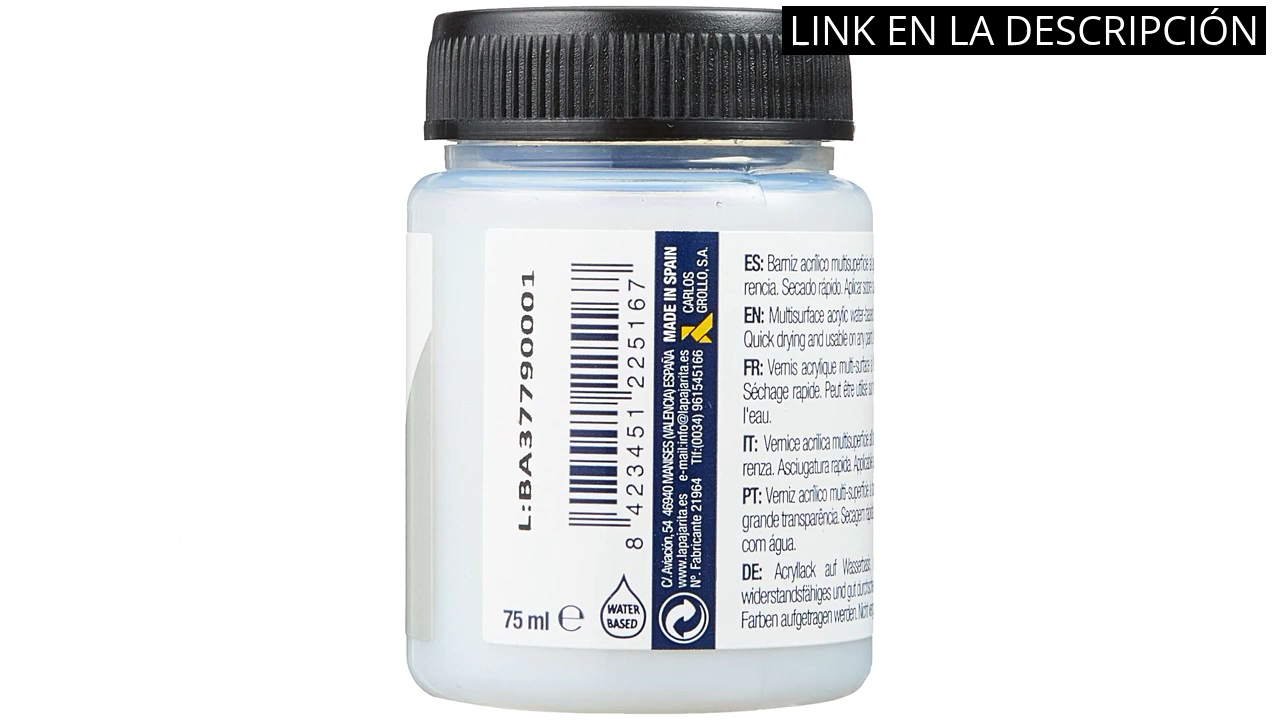 LINK EN LA DESCRIPCIÓN
L:BA37790001
8 423451 225167
75 ml e
WATER
BASED
MADE IN SPAIN
CARLOS
GROLLO, S.A.
C/. Aviación, 54 46940 MANISES (VALENCIA) ESPAÑA
www.lapajarita.es e-mail:info@lapajarita.es
Nº. Fabricante 21964 Tlf:(0034) 961545166
ES: Barniz acrílico multisuperficie
rencia. Secado rápido. Aplicar
EN: Multisurface acrylic
Quick drying and usable on any
FR: Vernis acrylique multi-surface
Séchage rapide. Peut être utilisé
l'eau.
IT: Vernice acrilica multisuperficie
renza. Asciugatura rapida.
PT: Verniz acrílico multi-superfície
grande transparência. Secagem
com água.
DE: Acryllack auf
widerstandsfähiges und gut
Farben aufgetragen werden. Nicht